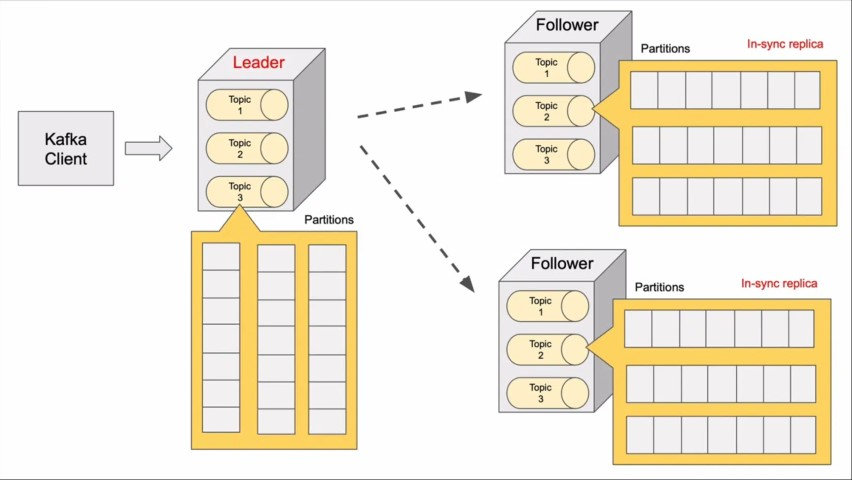 Leader
Topic
1
Topic
2
Topic
3
Kafka
Client
Partitions
Follower
Topic
1
Topic
2
Topic
3
Partitions
In-sync replica
Follower
Topic
1
Topic
2
Topic
3
Partitions
In-sync replica